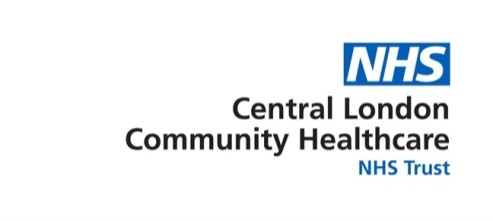 NHS
Central London
Community Healthcare
NHS Trust